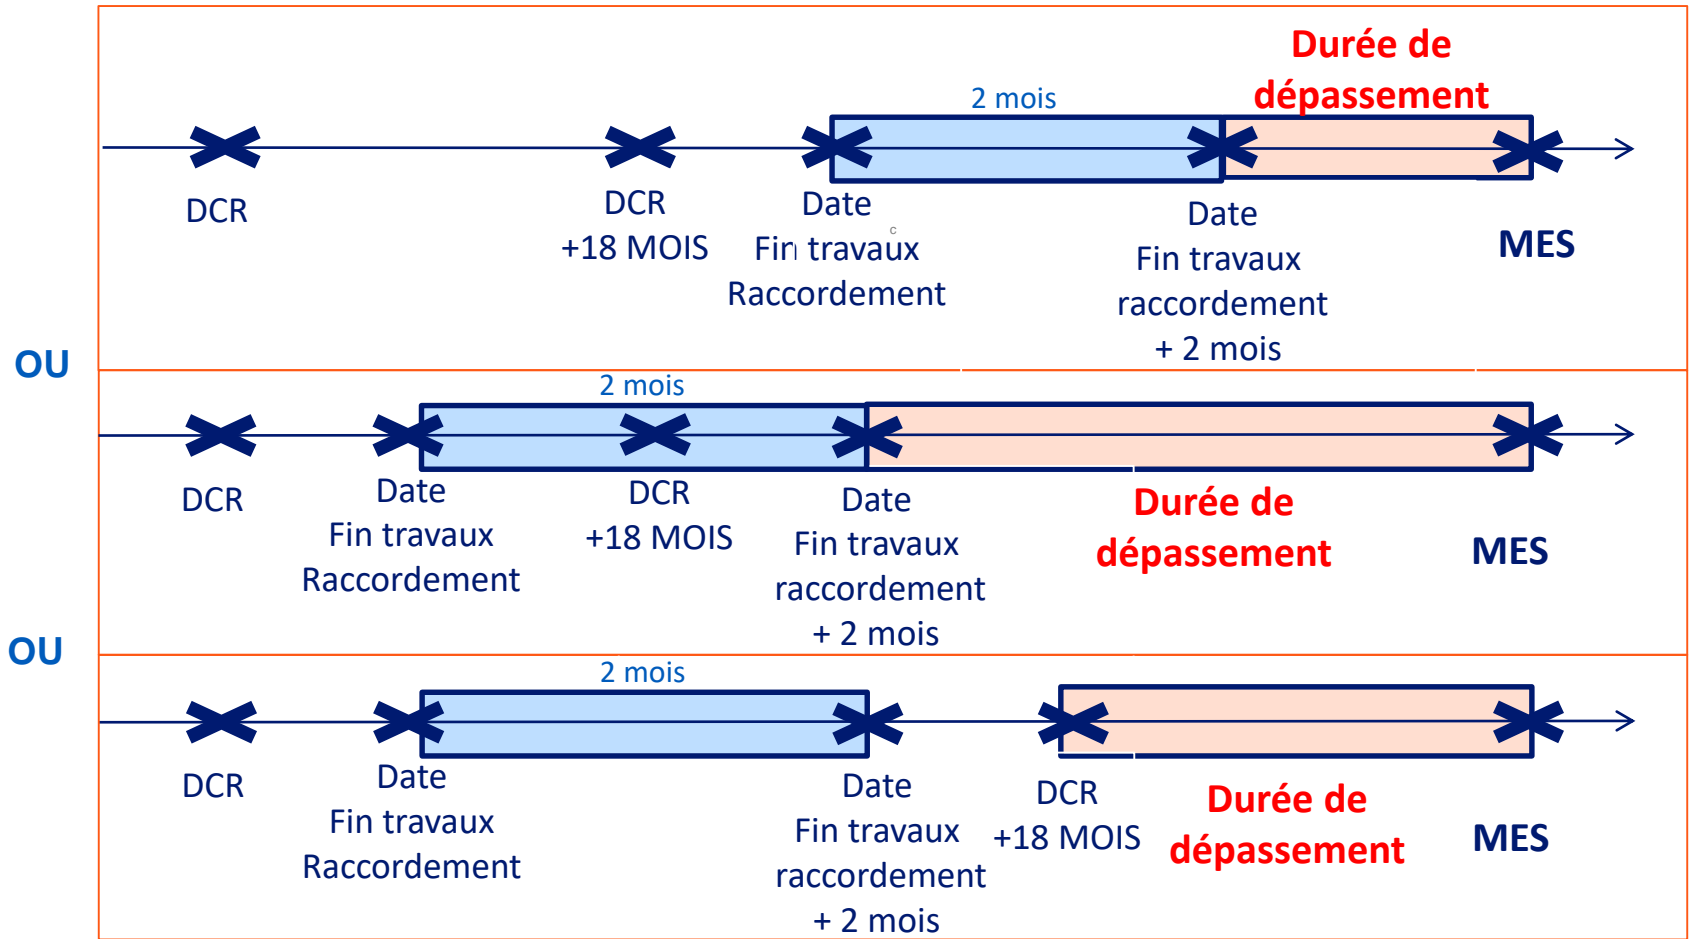 Durée de
dépassement
2 mois
DCR
DCR
+18 MOIS
Date
Fin travaux
Raccordement
c
Date
Fin travaux
raccordement
+ 2 mois
MES
OU
2 mois
DCR
Date
Fin travaux
Raccordement
DCR
+18 MOIS
Date
Fin travaux
raccordement
+ 2 mois
Durée de
dépassement
MES
OU
2 mois
DCR
Date
Fin travaux
Raccordement
Date
Fin travaux
raccordement
+ 2 mois
DCR
+18 MOIS
Durée de
dépassement
MES